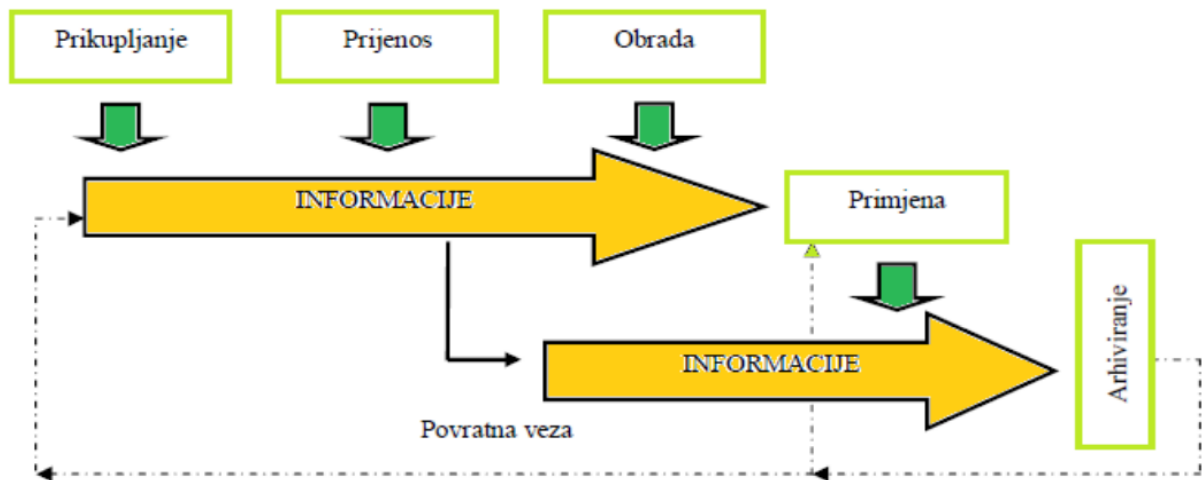 Prikupljanje
Prijenos
Obrada
INFORMACIJE
Primjena
INFORMACIJE
Arhiviranje
Povratna veza